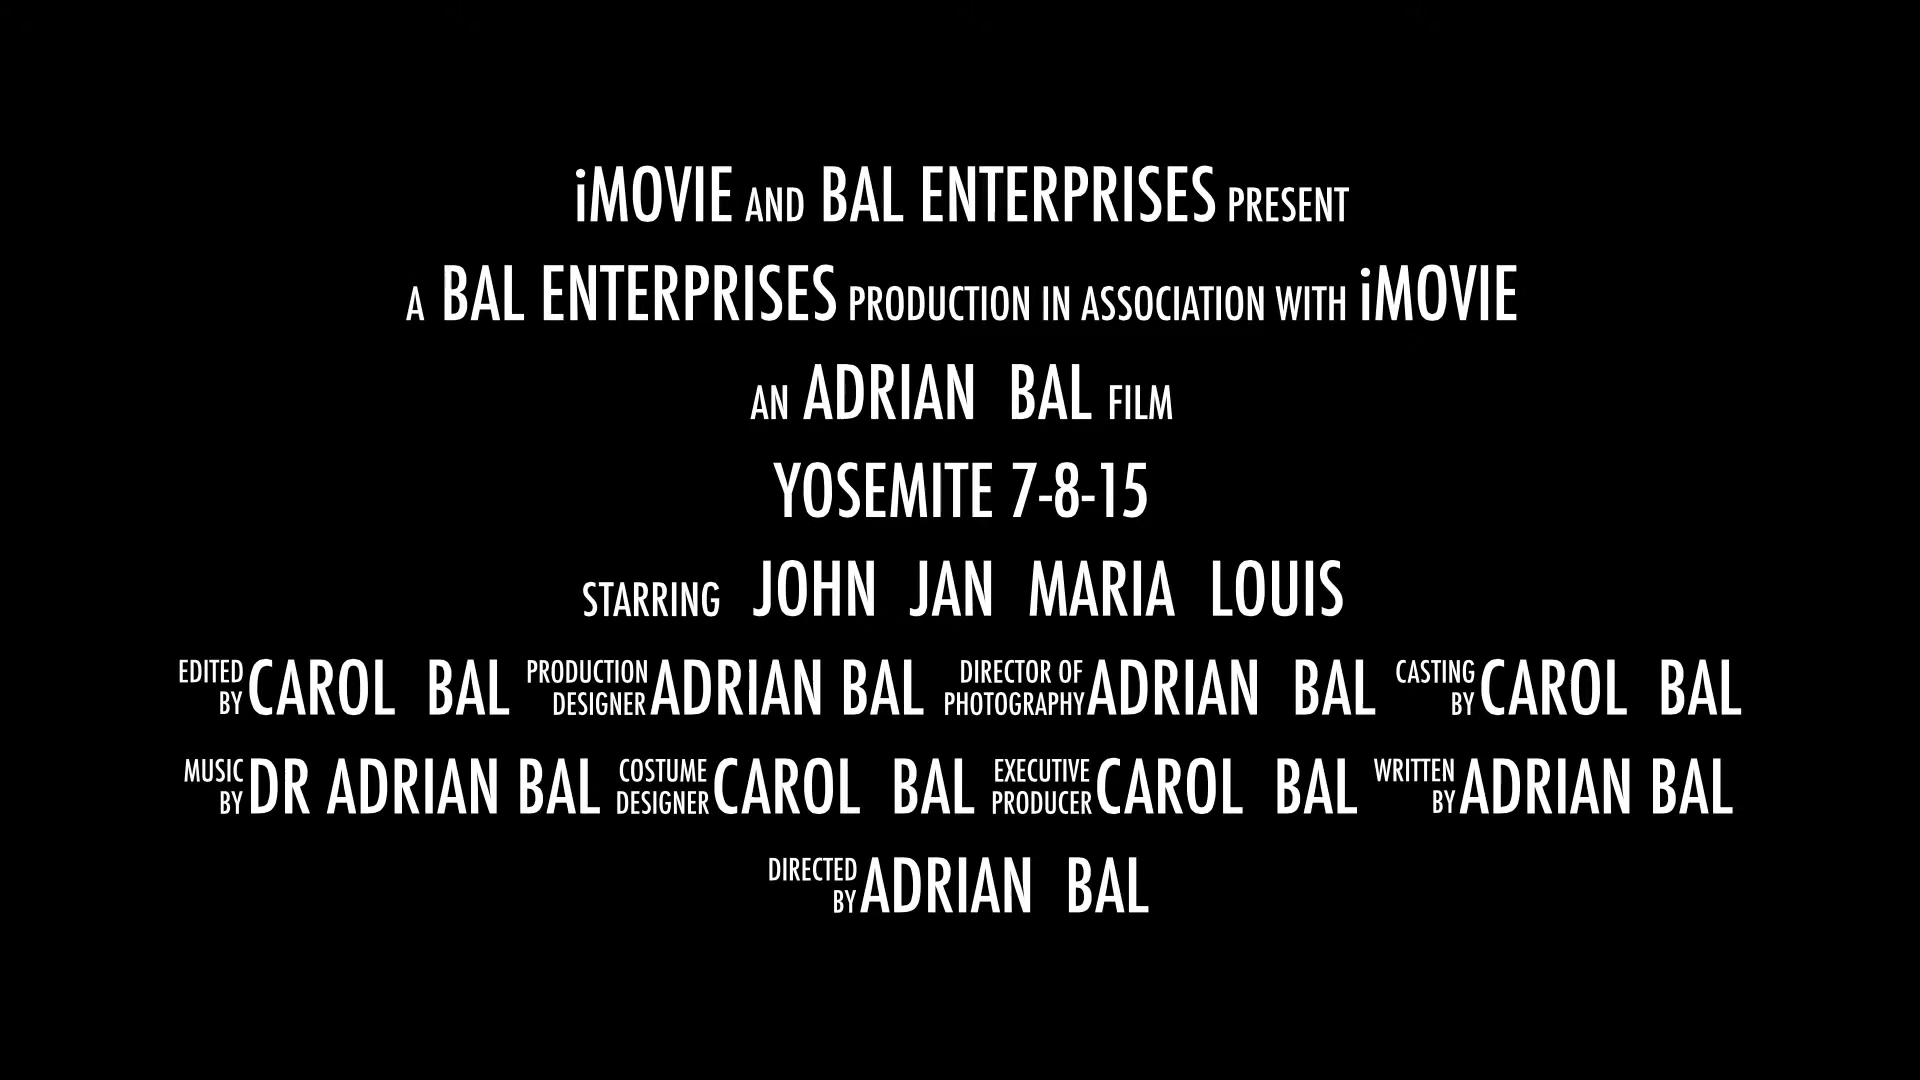 iMOVIE AND BAL ENTERPRISES PRESENT
A BAL ENTERPRISES PRODUCTION IN ASSOCIATION WITH iMOVIE
AN ADRIAN BAL FILM
YOSEMITE 7-8-15
STARRING JOHN JAN MARIA LOUIS
EDITED BY CAROL BAL PRODUCTION DESIGNER ADRIAN BAL DIRECTOR OF PHOTOGRAPHY ADRIAN BAL CASTING BY CAROL BAL
MUSIC BY DR ADRIAN BAL COSTUME DESIGNER CAROL BAL EXECUTIVE PRODUCER CAROL BAL WRITTEN BY ADRIAN BAL
DIRECTED BY ADRIAN BAL